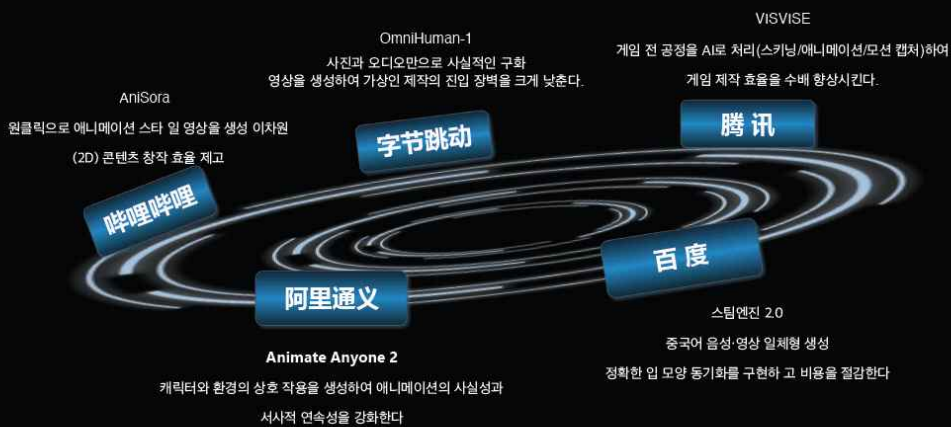 VISVISE
게임 전 공정을 AI로 처리(스키닝/애니메이션/모션 캡처)하여
게임 제작 효율을 수배 향상시킨다.
腾讯
OmniHuman-1
사진과 오디오만으로 사실적인 구화
영상을 생성하여 가상인 제작의 진입 장벽을 크게 낮춘다.
字节跳动
AniSora
원클릭으로 애니메이션 스타 일 영상을 생성 이차원
(2D) 콘텐츠 창작 효율 제고
哔哩哔哩
阿里通义
Animate Anyone 2
캐릭터와 환경의 상호 작용을 생성하여 애니메이션의 사실성과
서사적 연속성을 강화한다
百度
스팀엔진 2.0
중국어 음성·영상 일체형 생성
정확한 입 모양 동기화를 구현하 고 비용을 절감한다